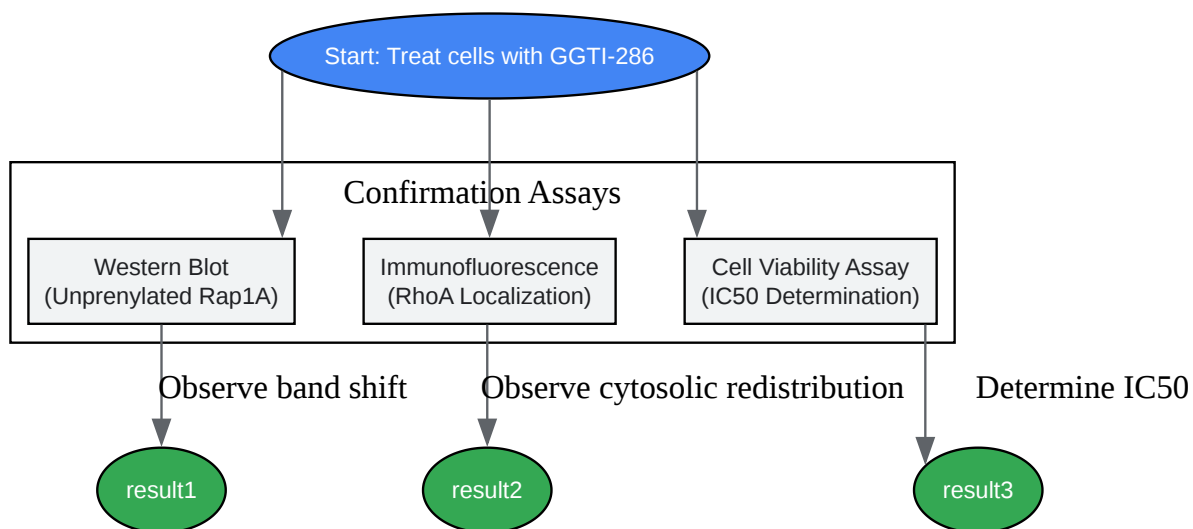 Start: Treat cells with GGTI-286
Confirmation Assays
Western Blot
(Unprenylated Rap1A)
Immunofluorescence
(RhoA Localization)
Cell Viability Assay
(IC50 Determination)
Observe band shift
Observe cytosolic redistribution
Determine IC50
result1
result2
result3